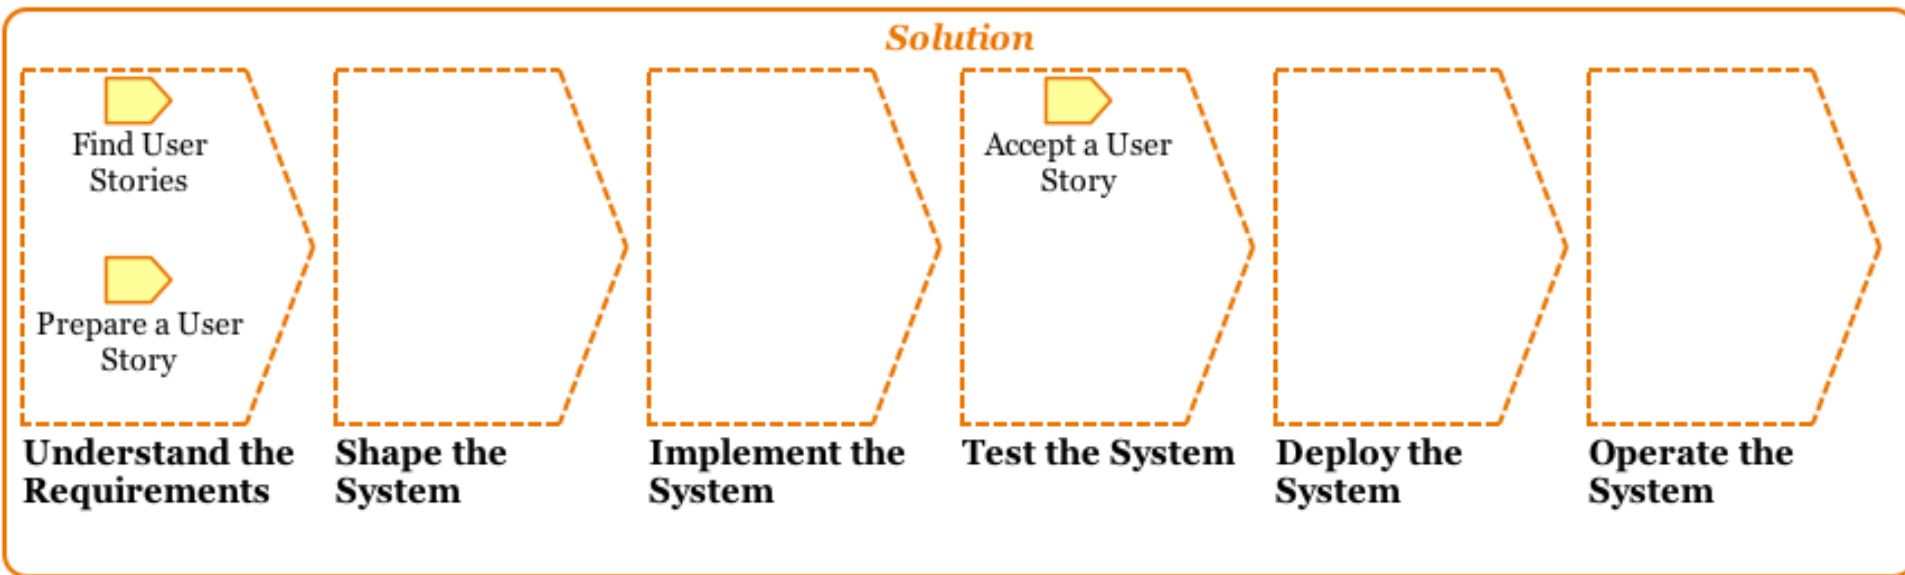 Solution
Find User
Stories
Prepare a User
Story
Accept a User
Story
Understand the
Requirements
Shape the
System
Implement the
System
Test the System
Deploy the
System
Operate the
System